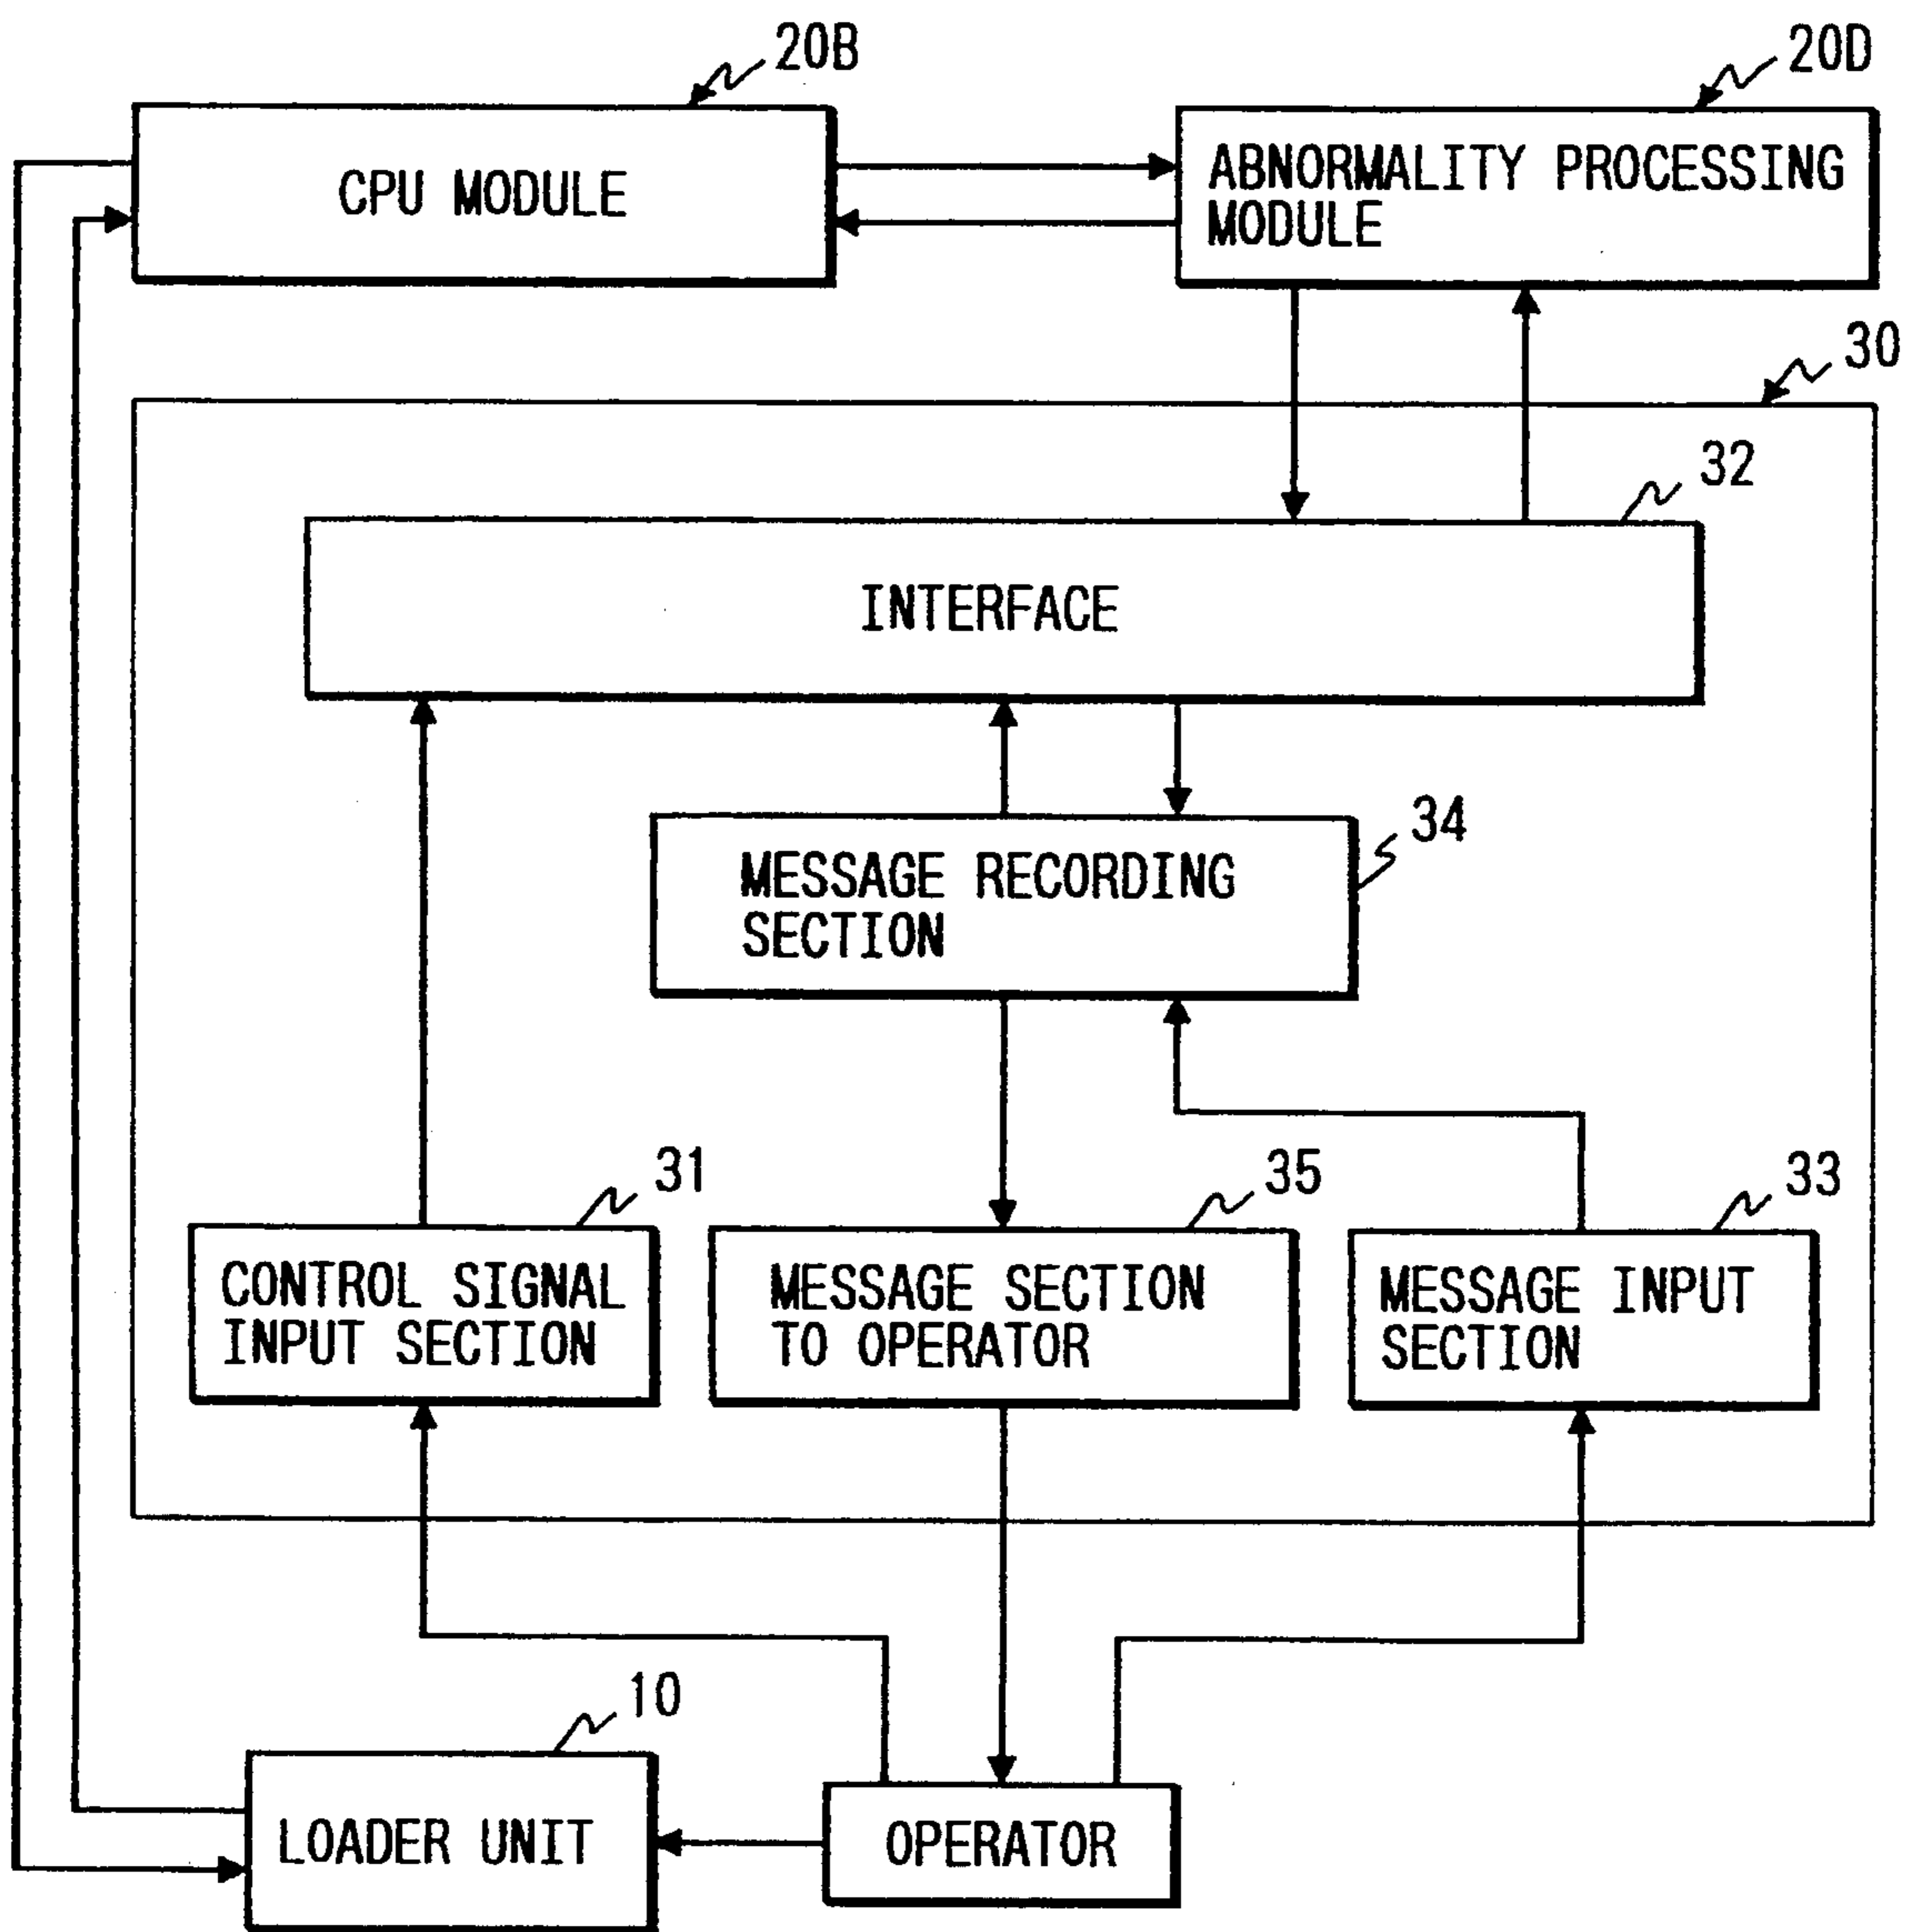 20B
20D
CPU MODULE
ABNORMALITY PROCESSING
MODULE
30
32
INTERFACE
34
MESSAGE RECORDING
SECTION
31
35
33
CONTROL SIGNAL
INPUT SECTION
MESSAGE SECTION
TO OPERATOR
MESSAGE INPUT
SECTION
10
LOADER UNIT
OPERATOR